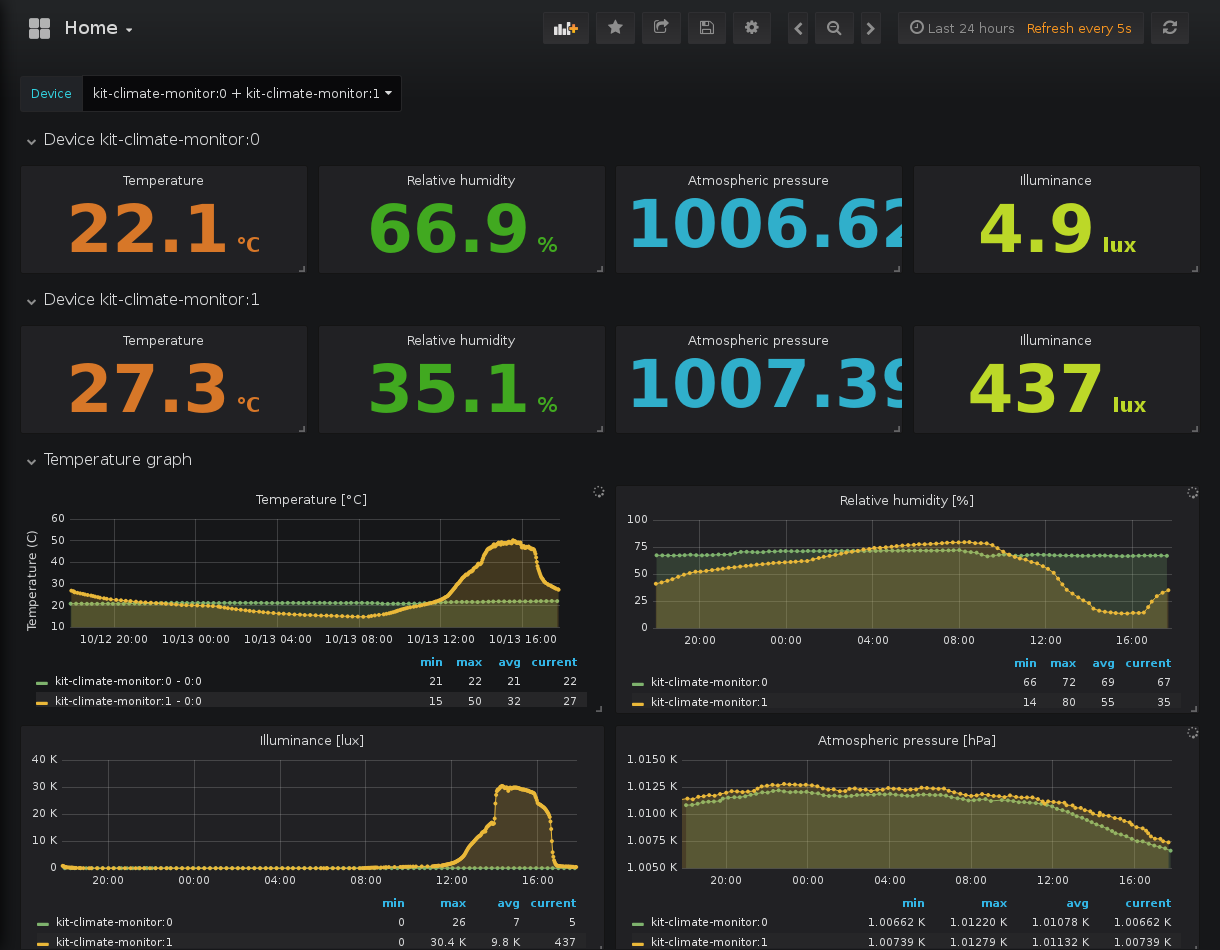 Home
Last 24 hours Refresh every 5s
Device kit-climate-monitor:0 + kit-climate-monitor:1
Device kit-climate-monitor:0
Temperature Relative humidity Atmospheric pressure Illuminance
22.1 °C 66.9 % 1006.62 4.9 lux
Device kit-climate-monitor:1
Temperature Relative humidity Atmospheric pressure Illuminance
27.3 °C 35.1 % 1007.39 437 lux
Temperature graph
Temperature [°C]
Temperature (C)
60
50
40
30
20
10
10/12 20:00 10/13 00:00 10/13 04:00 10/13 08:00 10/13 12:00 10/13 16:00
min max avg current
kit-climate-monitor:0 - 0:0 21 22 21 22
kit-climate-monitor:1 - 0:0 15 50 32 27
Relative humidity [%]
100
75
50
25
0
20:00 00:00 04:00 08:00 12:00 16:00
min max avg current
kit-climate-monitor:0 66 72 69 67
kit-climate-monitor:1 14 80 55 35
Illuminance [lux]
40 K
30 K
20 K
10 K
0
20:00 00:00 04:00 08:00 12:00 16:00
min max avg current
kit-climate-monitor:0 0 26 7 5
kit-climate-monitor:1 0 30.4 K 9.8 K 437
Atmospheric pressure [hPa]
1.0150 K
1.0125 K
1.0100 K
1.0075 K
1.0050 K
20:00 00:00 04:00 08:00 12:00 16:00
min max avg current
kit-climate-monitor:0 1.00662 K 1.01220 K 1.01078 K 1.00662 K
kit-climate-monitor:1 1.00739 K 1.01279 K 1.01132 K 1.00739 K